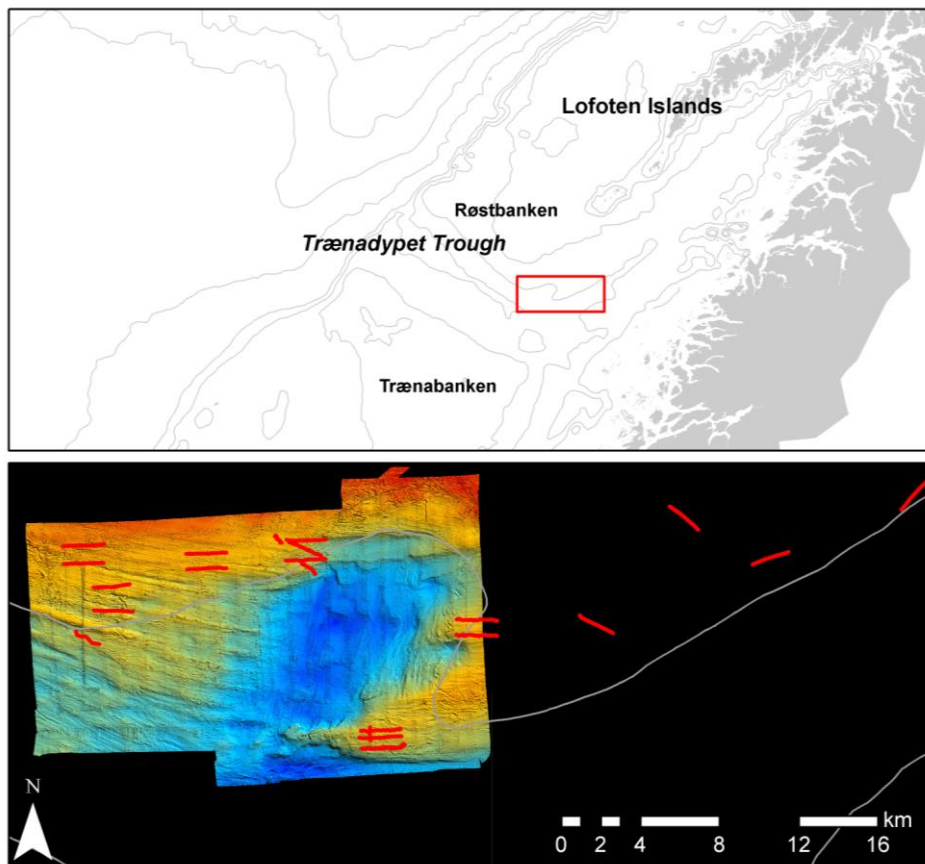 Lofoten Islands
Røstbanken
Trænadypet Trough
Trænabanken
N
km
0 2 4 8 12 16